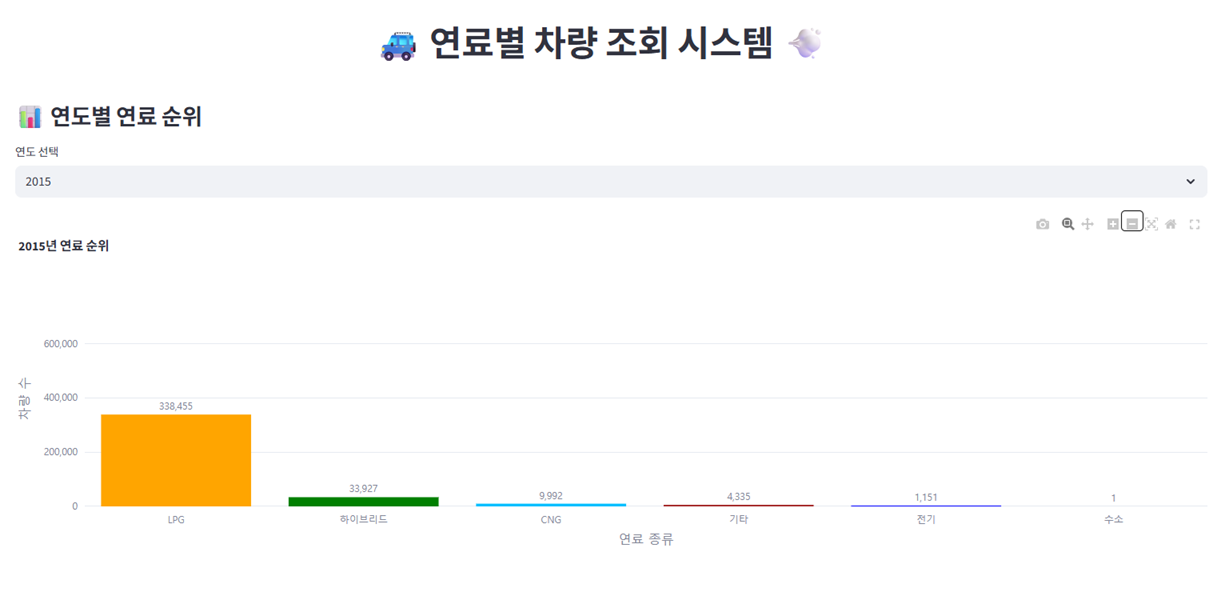 연료별 차량 조회 시스템
연도별 연료 순위
연도 선택
2015
2015년 연료 순위
차량 수
600,000
400,000
200,000
0
338,455
33,927
9,992
4,335
1,151
1
LPG
하이브리드
CNG
기타
전기
수소
연료 종류